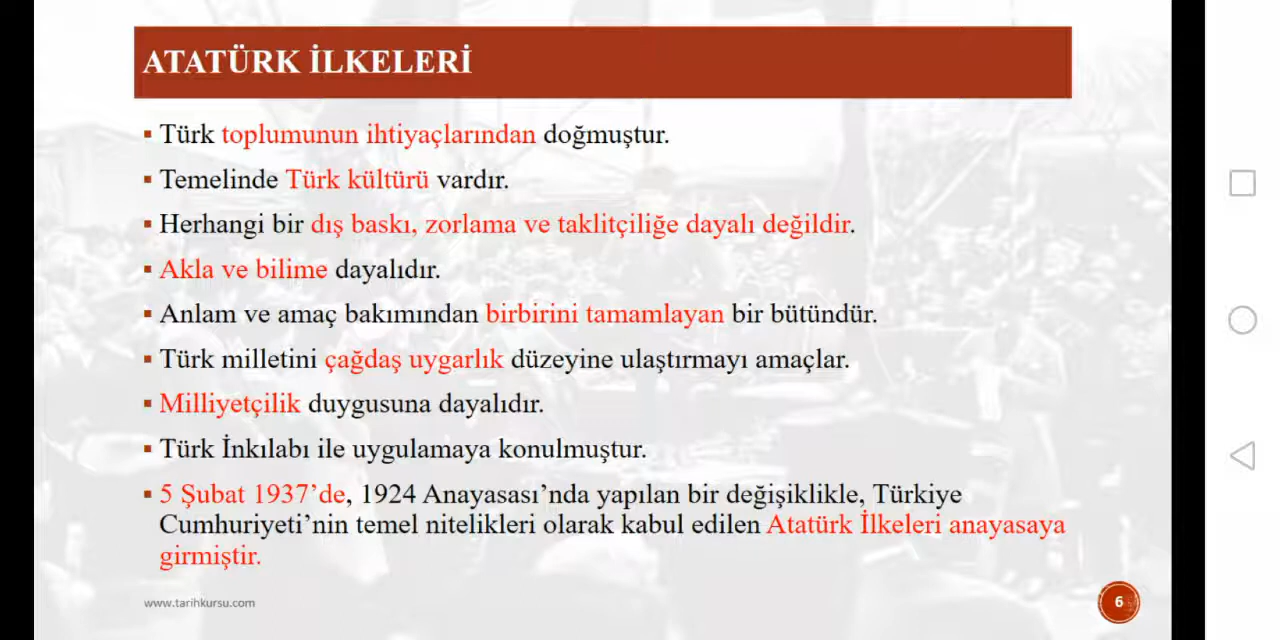 ATATÜRK İLKELERİ
▪ Türk toplumunun ihtiyaçlarından doğmuştur.
▪ Temelinde Türk kültürü vardır.
▪ Herhangi bir dış baskı, zorlama ve taklitçiliğe dayalı değildir.
▪ Akla ve bilime dayalıdır.
▪ Anlam ve amaç bakımından birbirini tamamlayan bir bütündür.
▪ Türk milletini çağdaş uygarlık düzeyine ulaştırmayı amaçlar.
▪ Milliyetçilik duygusuna dayalıdır.
▪ Türk İnkılabı ile uygulamaya konulmuştur.
▪ 5 Şubat 1937’de, 1924 Anayasası’nda yapılan bir değişiklikle, Türkiye
Cumhuriyeti’nin temel nitelikleri olarak kabul edilen Atatürk İlkeleri anayasaya
girmiştir.
www.tarihkursu.com
6